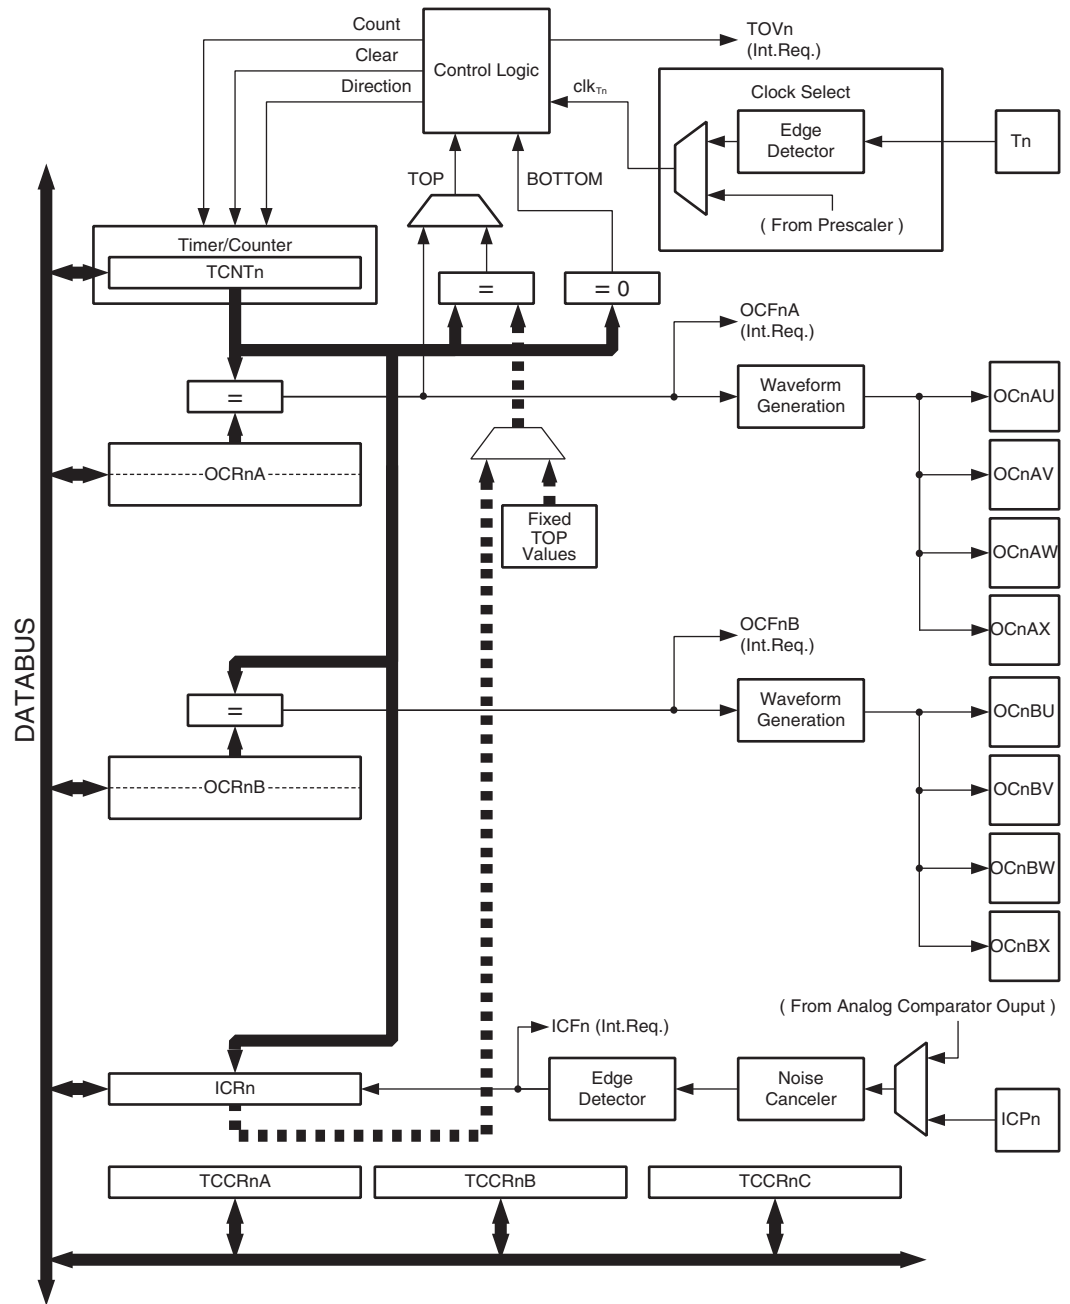 Count
TOVn
(Int.Req.)
Clear
Control Logic
Direction
clkTn
Clock Select
Edge
Detector
Tn
TOP
BOTTOM
( From Prescaler )
Timer/Counter
TCNTn
=
= 0
OCFnA
(Int.Req.)
=
Waveform
Generation
OCnAU
OCRnA
OCnAV
Fixed
TOP
Values
OCnAW
OCnAX
DATABUS
OCFnB
(Int.Req.)
=
Waveform
Generation
OCnBU
OCRnB
OCnBV
OCnBW
OCnBX
( From Analog Comparator Ouput )
ICFn (Int.Req.)
ICRn
Edge
Detector
Noise
Canceler
ICPn
TCCRnA
TCCRnB
TCCRnC